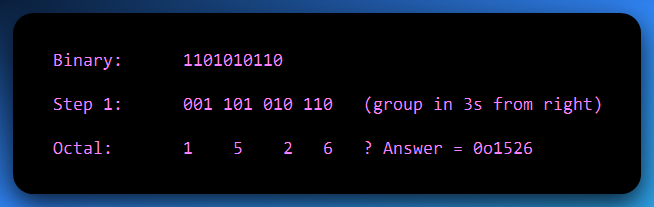 Binary:      1101010110
Step 1:      001 101 010 110   (group in 3s from right)
Octal:       1    5    2   6   ? Answer = 0o1526